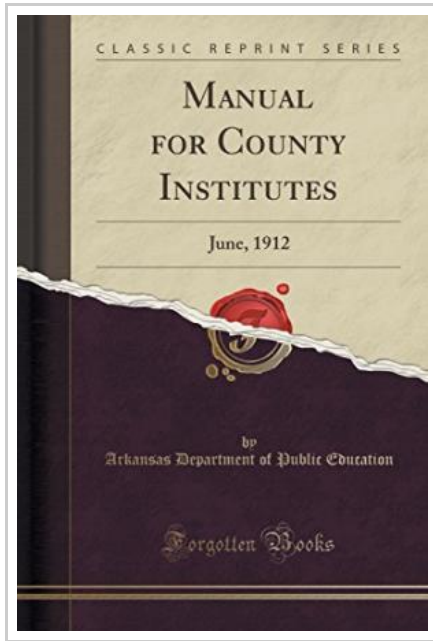 CLASSIC REPRINT SERIES
MANUAL
FOR COUNTY
INSTITUTES
June, 1912
by
Arkansas Department of Public Education
Forgotten Books